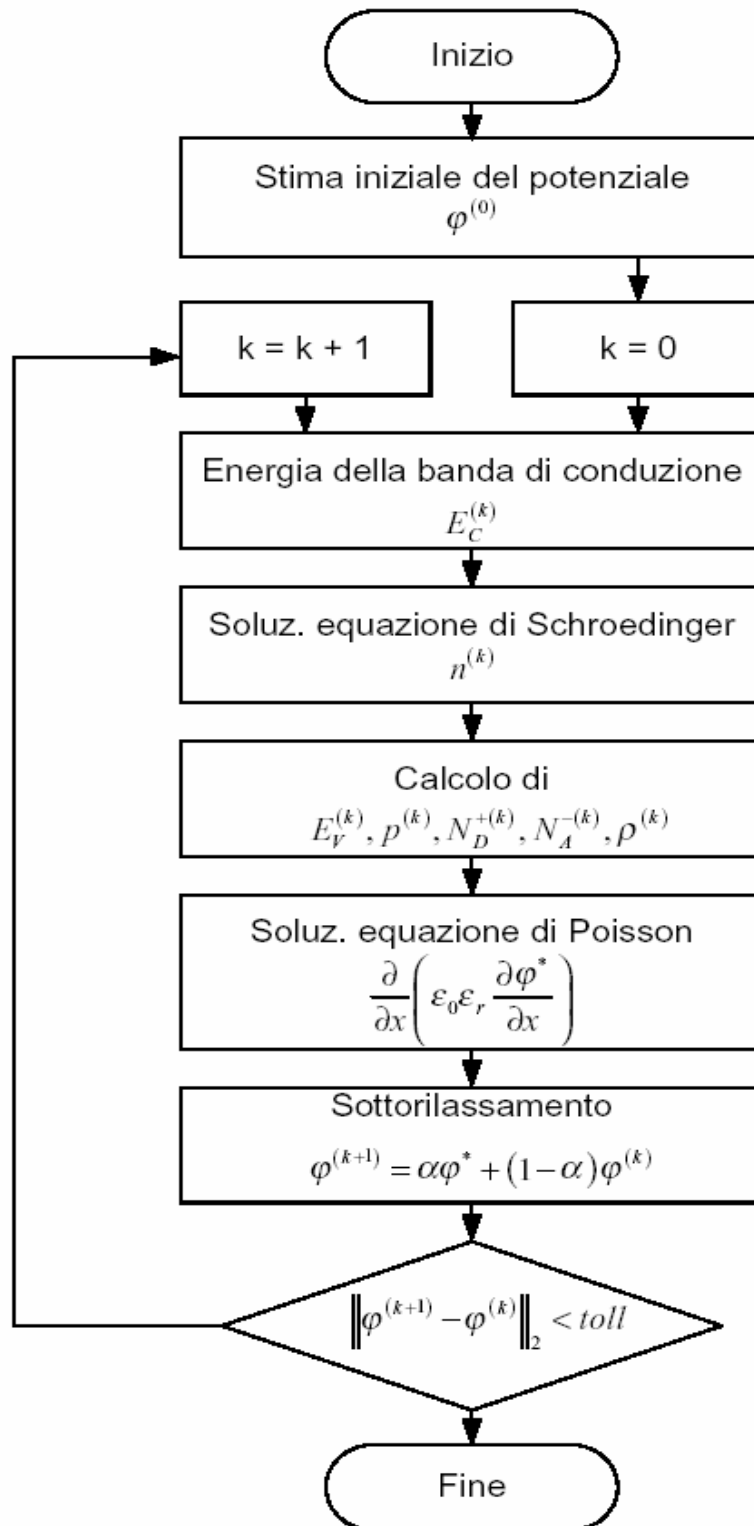 Inizio
Stima iniziale del potenziale
φ^(0)
k = k + 1
k = 0
Energia della banda di conduzione
E_C^(k)
Soluz. equazione di Schroedinger
n^(k)
Calcolo di
E_V^(k), p^(k), N_D^+(k), N_A^-(k), ρ^(k)
Soluz. equazione di Poisson
∂/∂x (ε_0 ε_r ∂φ^*/∂x)
Sottorilassamento
φ^(k+1) = αφ^* + (1−α)φ^(k)
‖φ^(k+1) − φ^(k)‖_2 < toll
Fine